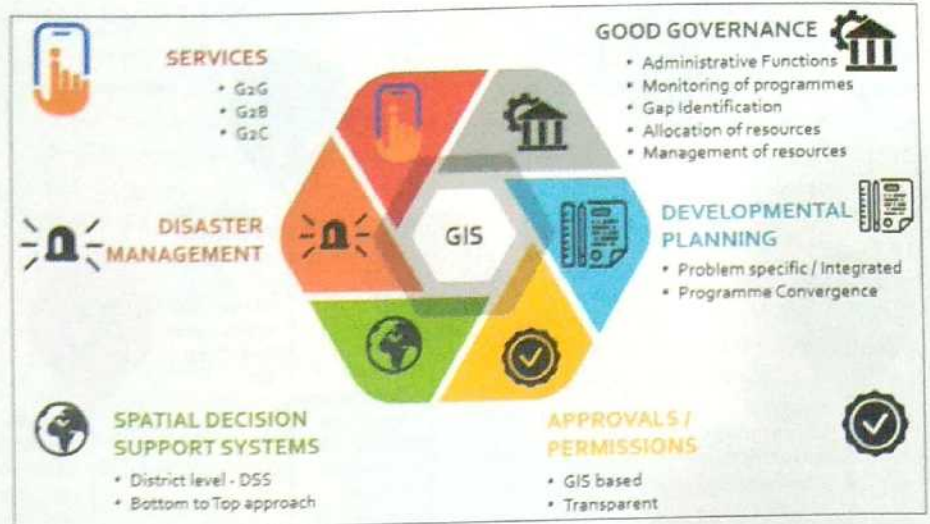 SERVICES
• G2G
• G2B
• G2C
GOOD GOVERNANCE
• Administrative Functions
• Monitoring of programmes
• Gap Identification
• Allocation of resources
• Management of resources
DISASTER
MANAGEMENT
GIS
DEVELOPMENTAL
PLANNING
• Problem specific / Integrated
• Programme Convergence
SPATIAL DECISION
SUPPORT SYSTEMS
• District level - DSS
• Bottom to Top approach
APPROVALS /
PERMISSIONS
• GIS based
• Transparent